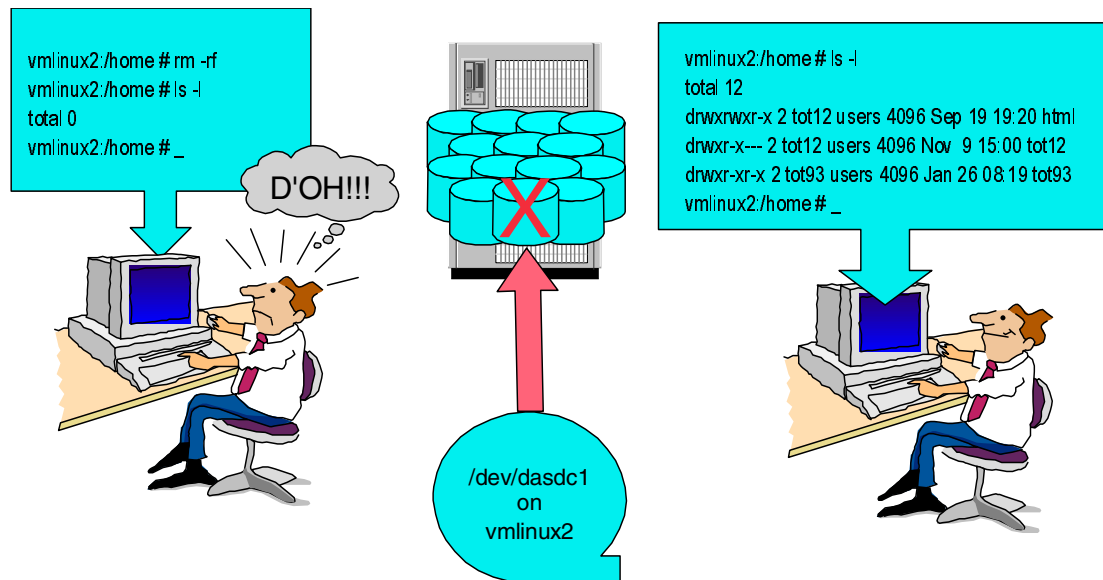 vmlinux2:/home # rm -rf
vmlinux2:/home # ls -l
total 0
vmlinux2:/home # _
D'OH!!!
X
/dev/dasdc1
on
vmlinux2
vmlinux2:/home # ls -l
total 12
drwxrwxr-x 2 tot12 users 4096 Sep 19 19:20 html
drwxr-x--- 2 tot12 users 4096 Nov  9 15:00 tot12
drwxr-xr-x 2 tot93 users 4096 Jan 26 08:19 tot93
vmlinux2:/home # _